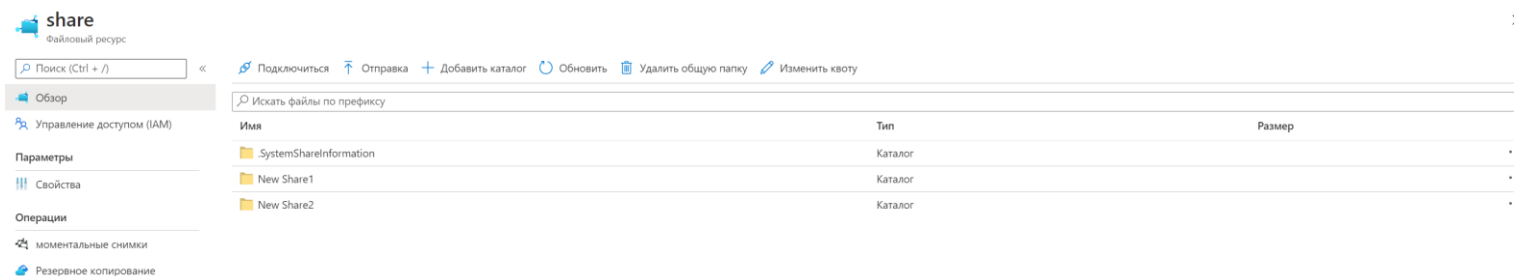 share
Файловый ресурс
Поиск (Ctrl + /)
«
Подключиться Отправка Добавить каталог Обновить Удалить общую папку Изменить квоту
Обзор
Искать файлы по префиксу
Управление доступом (IAM)
Имя Тип Размер
Параметры
.SystemShareInformation Каталог
Свойства
New Share1 Каталог
New Share2 Каталог
Операции
моментальные снимки
Резервное копирование